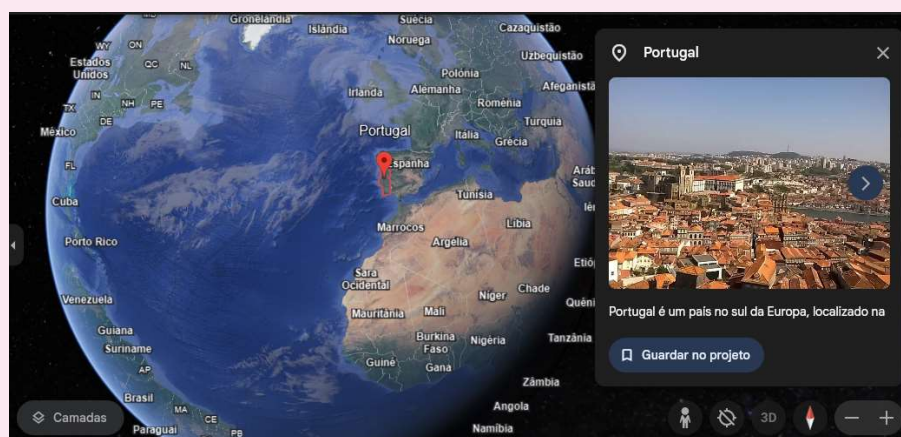 Gronelândia
Islândia
Suécia
Noruega
Cazaquistão
Uzbequistão
WY
ON
Estados
Unidos
QC
NL
Polónia
Irlanda
Alemanha
Roménia
IN
NH
PE
TX
DE
Turquia
México
Portugal
Itália
Grécia
FL
Espanha
Tunísia
Cuba
Líbia
Marrocos
Porto Rico
Argélia
Sara
Ocidental
Níger
Chade
Venezuela
Mauritânia
Mali
Burkina
Faso
Nigéria
Tanzânia
Guiana
Suriname
Guiné
Gana
AP
Zâmbia
Brasil
MA
CE
Angola
Paraguai
PB
Namíbia
Camadas
Portugal
Portugal é um país no sul da Europa, localizado na
Guardar no projeto
3D